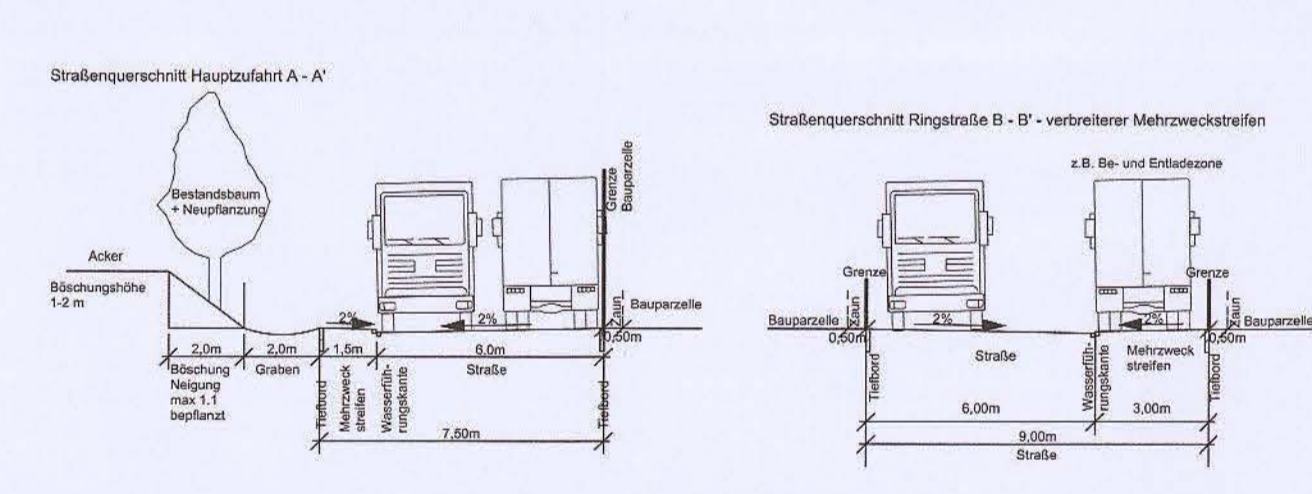 Straßenquerschnitt Hauptzufahrt A - A'
Bestandsbaum
+ Neupflanzung
Grenze
Bauparzelle
Acker
Böschungshöhe
1-2 m
2%
2%
Zaun
Bauparzelle
0,50m
2,0m
2,0m
1,5m
6.0m
Böschung
Neigung
max 1.1
bepflanzt
Graben
Tiefbord
Mehrzweck
streifen
Wasserfüh-
rungskante
Straße
Tiefbord
7,50m
Straßenquerschnitt Ringstraße B - B' - verbreiterer Mehrzweckstreifen
z.B. Be- und Entladezone
Grenze
Grenze
Bauparzelle
Zaun
2%
2%
Zaun
Bauparzelle
0,50m
0,50m
Tiefbord
Straße
Wasserfüh-
rungskante
Mehrzweck
streifen
Tiefbord
6,00m
3,00m
9,00m
Straße